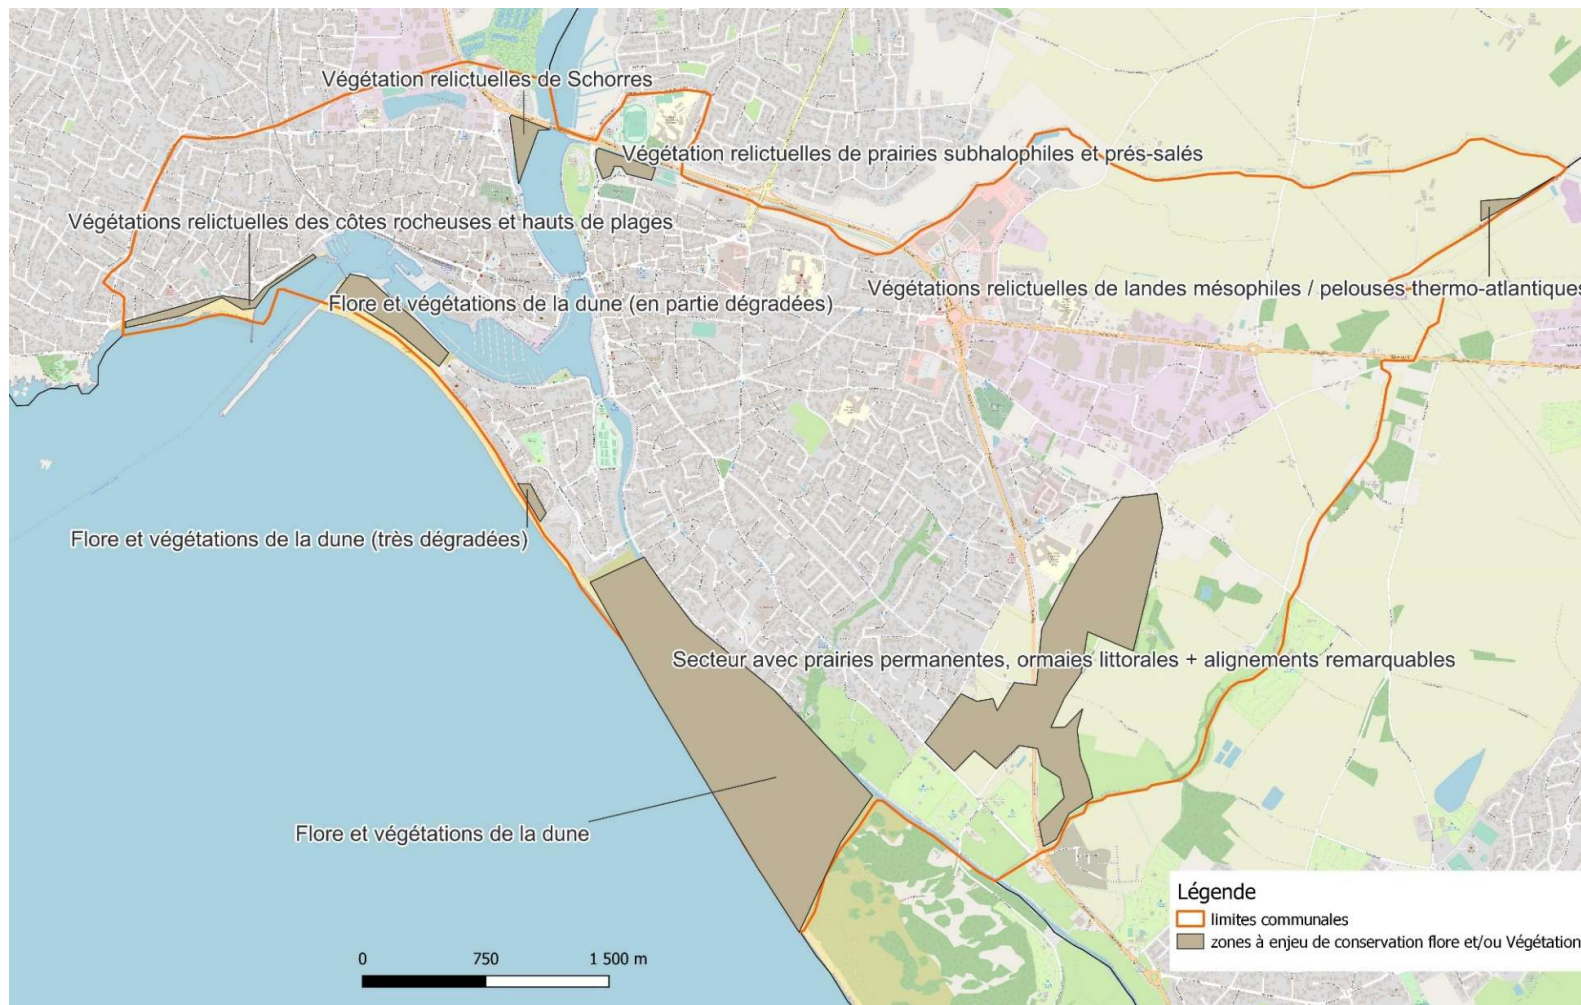 Végétation relictuelles de Schorres
Végétation relictuelles de prairies subhalophiles et prés-salés
Végétations relictuelles des côtes rocheuses et hauts de plages
Végétations relictuelles de landes mésophiles / pelouses thermo-atlantiques
Flore et végétations de la dune (en partie dégradées)
Flore et végétations de la dune (très dégradées)
Secteur avec prairies permanentes, ormaies littorales + alignements remarquables
Flore et végétations de la dune
Légende
limites communales
zones à enjeu de conservation flore et/ou Végétation
0 750 1 500 m